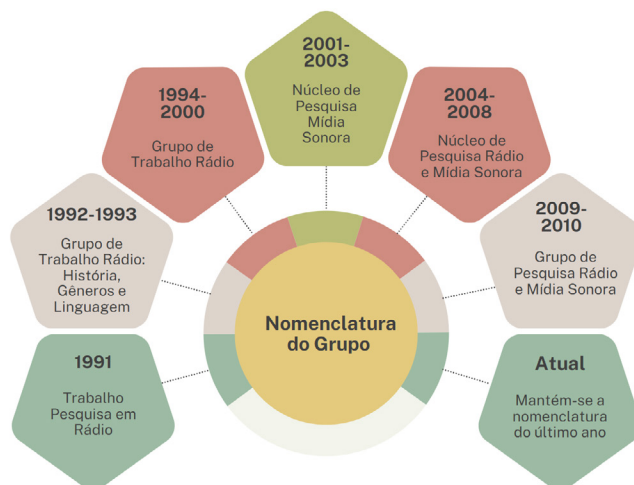 1991
Trabalho
Pesquisa em
Rádio
1992-1993
Grupo de
Trabalho Rádio:
História,
Gêneros e
Linguagem
1994-
2000
Grupo de
Trabalho Rádio
2001-
2003
Núcleo de
Pesquisa
Mídia
Sonora
2004-
2008
Núcleo de
Pesquisa Rádio
e Mídia Sonora
2009-
2010
Grupo de
Pesquisa Rádio
e Mídia Sonora
Atual
Mantém-se a
nomenclatura
do último ano
Nomenclatura
do Grupo